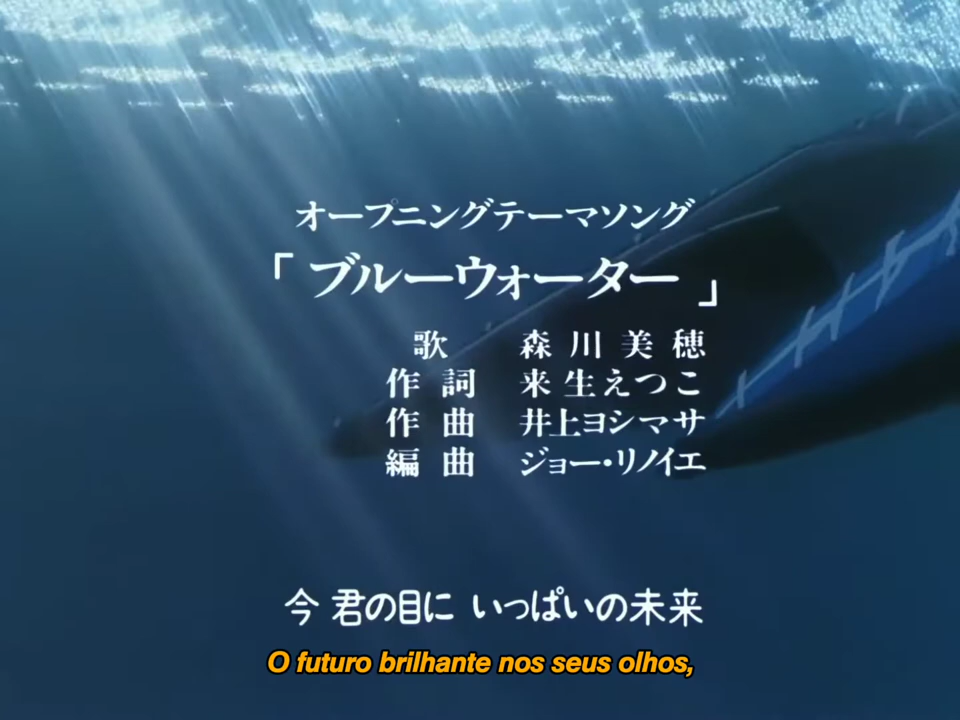 オープニングテーマソング
「ブルーウォーター」
歌 森川美穂
作詞 来生えつこ
作曲 井上ヨシマサ
編曲 ジョー・リノイエ
今 君の目に いっぱいの未来
O futuro brilhante nos seus olhos,